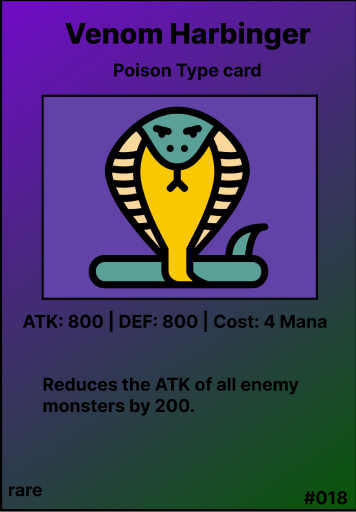 Venom Harbinger
Poison Type card
ATK: 800 | DEF: 800 | Cost: 4 Mana
Reduces the ATK of all enemy
monsters by 200.
rare
#018